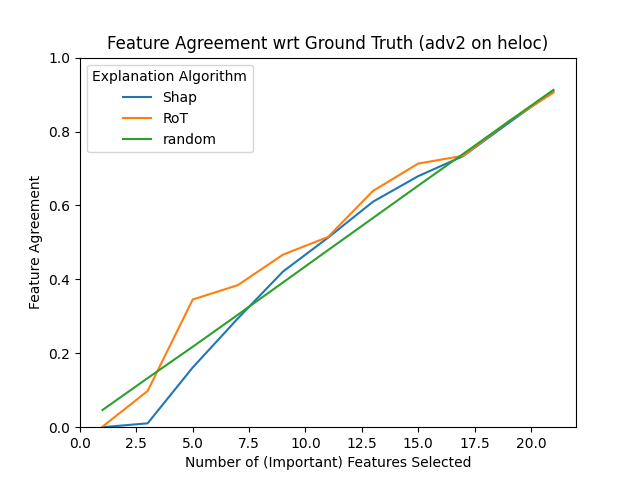 Feature Agreement wrt Ground Truth (adv2 on heloc)
Explanation Algorithm
Shap
RoT
random
Feature Agreement
1.0
0.8
0.6
0.4
0.2
0.0
0.0 2.5 5.0 7.5 10.0 12.5 15.0 17.5 20.0
Number of (Important) Features Selected